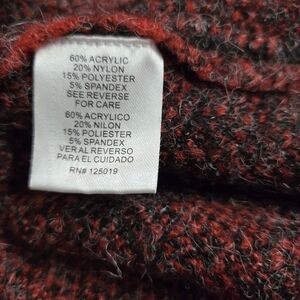 60% ACRYLIC
20% NYLON
15% POLYESTER
5% SPANDEX
SEE REVERSE
FOR CARE
60% ACRYLICO
20% NILON
15% POLIESTER
5% SPANDEX
VER AL REVERSO
PARA EL CUIDADO
RN# 125019